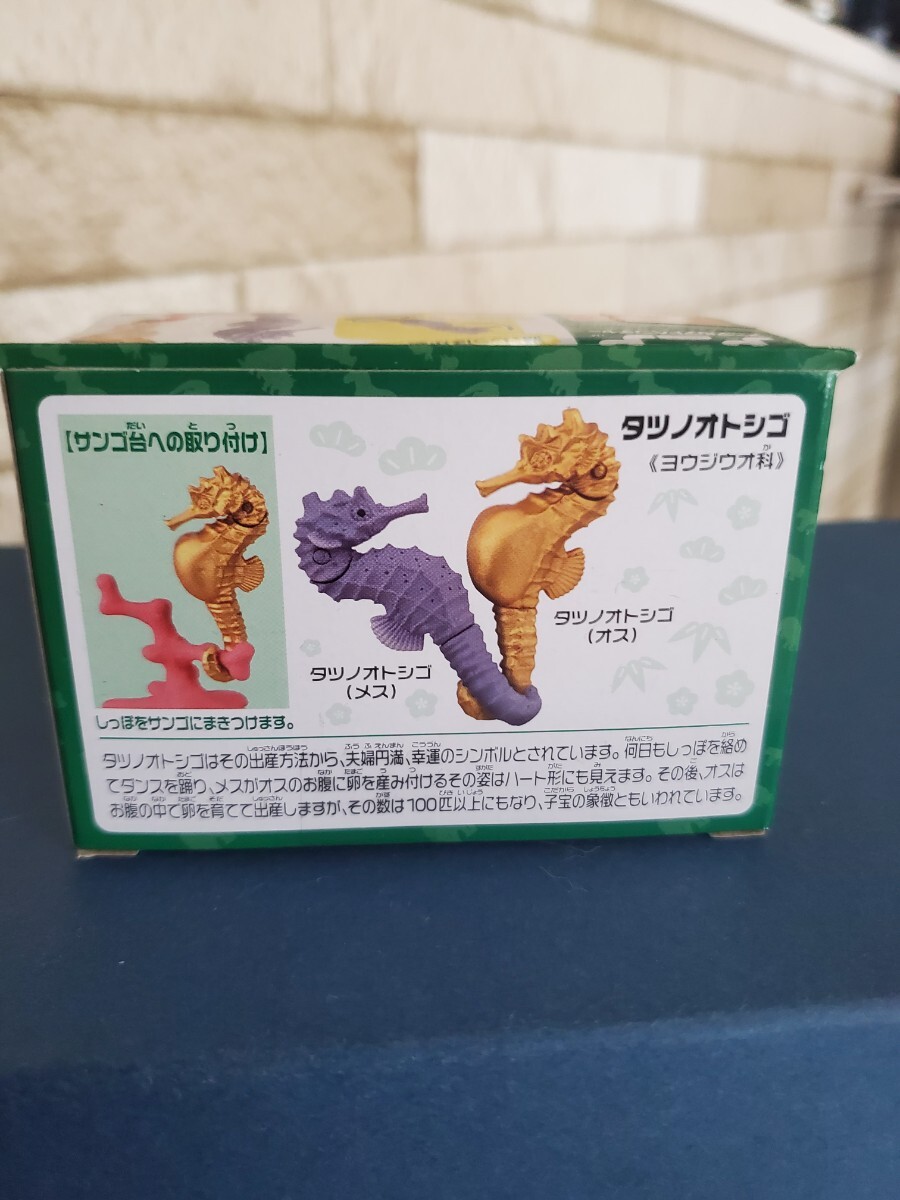 【サンゴ台への取り付け】
しっぽをサンゴにまきつけます。
タツノオトシゴ
《ヨウジウオ科》
タツノオトシゴ
(オス)
タツノオトシゴ
(メス)
タツノオトシゴはその出産方法から、夫婦円満、幸運のシンボルとされています。何日もしっぽを絡め
てダンスを踊り、メスがオスのお腹に卵を産み付けるその姿はハート形にも見えます。その後、オスは
お腹の中で卵を育てて出産しますが、その数は100匹以上にもなり、子宝の象徴ともいわれています。